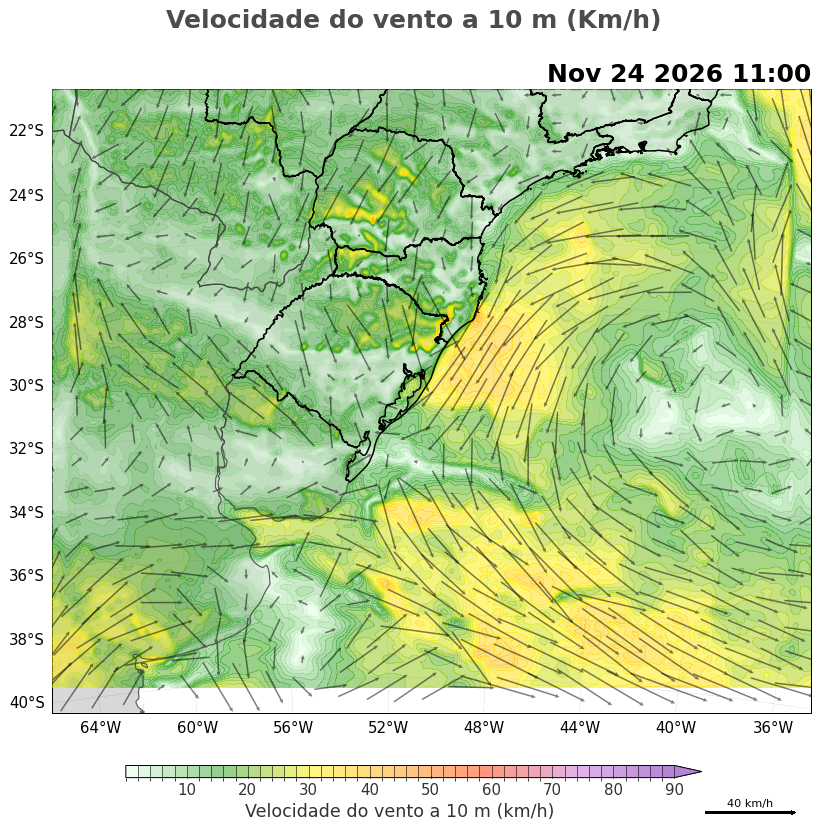 Velocidade do vento a 10 m (Km/h)
Nov 24 2026 11:00
22°S
24°S
26°S
28°S
30°S
32°S
34°S
36°S
38°S
40°S
64°W 60°W 56°W 52°W 48°W 44°W 40°W 36°W
10 20 30 40 50 60 70 80 90
Velocidade do vento a 10 m (km/h)
40 km/h